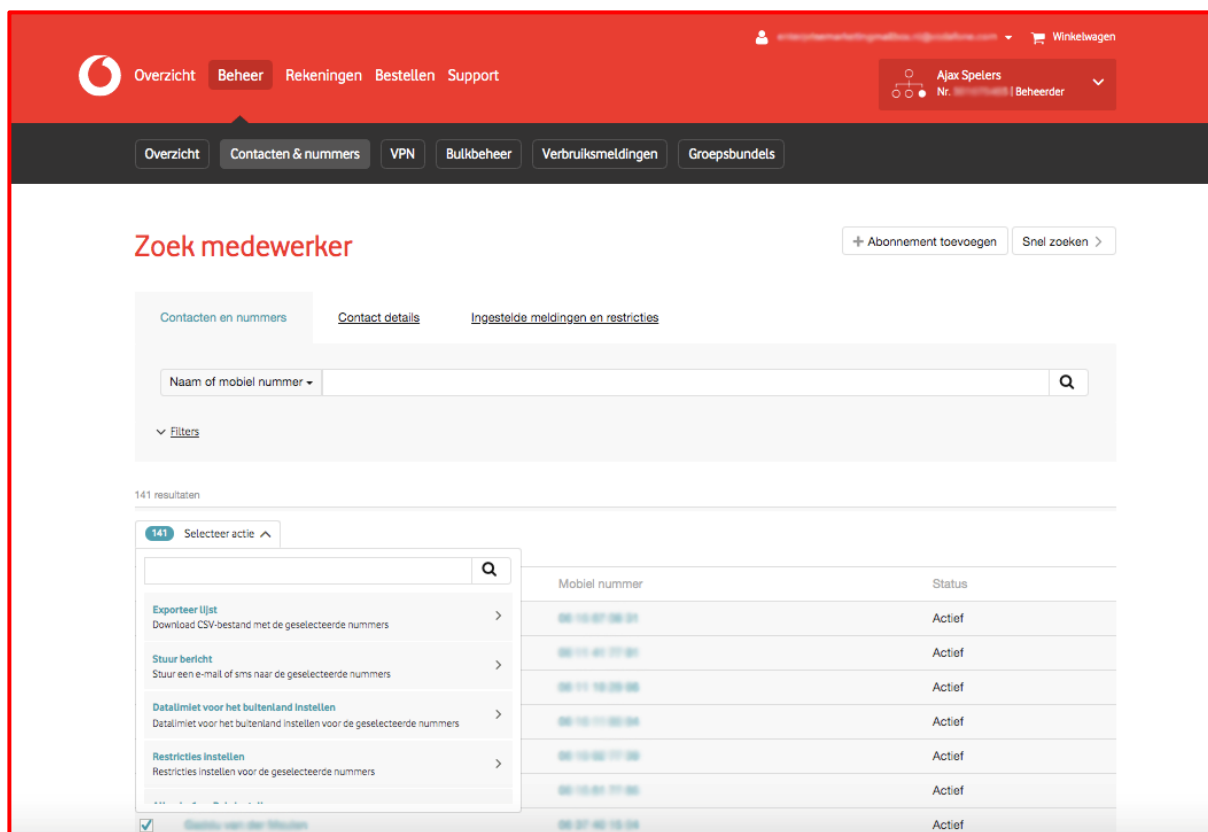 Winkelwagen
Overzicht Beheer Rekeningen Bestellen Support
Ajax Spelers
Nr. | Beheerder
Overzicht Contacten & nummers VPN Bulkbeheer Verbruiksmeldingen Groepsbundels
Zoek medewerker
+ Abonnement toevoegen Snel zoeken
Contacten en nummers Contact details Ingestelde meldingen en restricties
Naam of mobiel nummer
Filters
141 resultaten
141 Selecteer actie
Mobiel nummer Status
Exporteer lijst
Download CSV-bestand met de geselecteerde nummers
Actief
Stuur bericht
Stuur een e-mail of sms naar de geselecteerde nummers
Actief
Actief
Datalimiet voor het buitenland instellen
Datalimiet voor het buitenland instellen voor de geselecteerde nummers
Actief
Restricties instellen
Restricties instellen voor de geselecteerde nummers
Actief
Actief
Actief